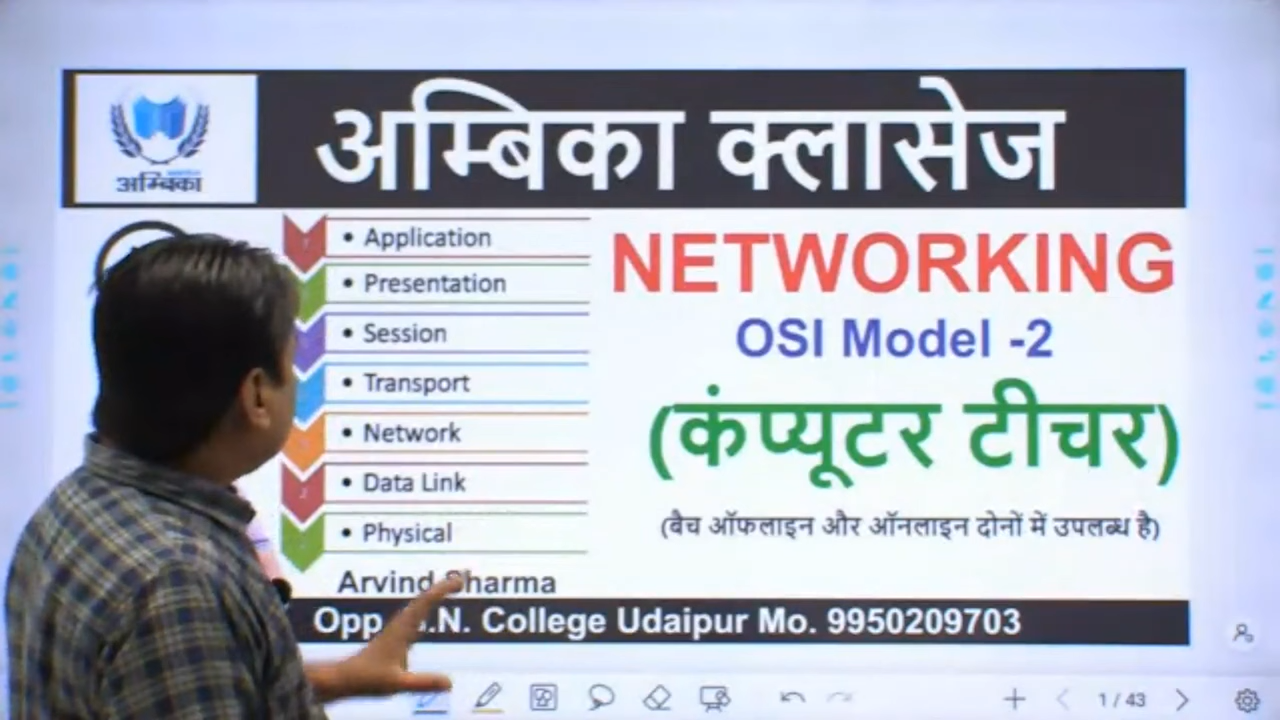 अम्बिका क्लासेज
अम्बिका
• Application
• Presentation
• Session
• Transport
• Network
• Data Link
• Physical
Arvind Sharma
NETWORKING
OSI Model -2
(कंप्यूटर टीचर)
(बैच ऑफलाइन और ऑनलाइन दोनों में उपलब्ध है)
Opp .N. College Udaipur Mo. 9950209703
1 / 43